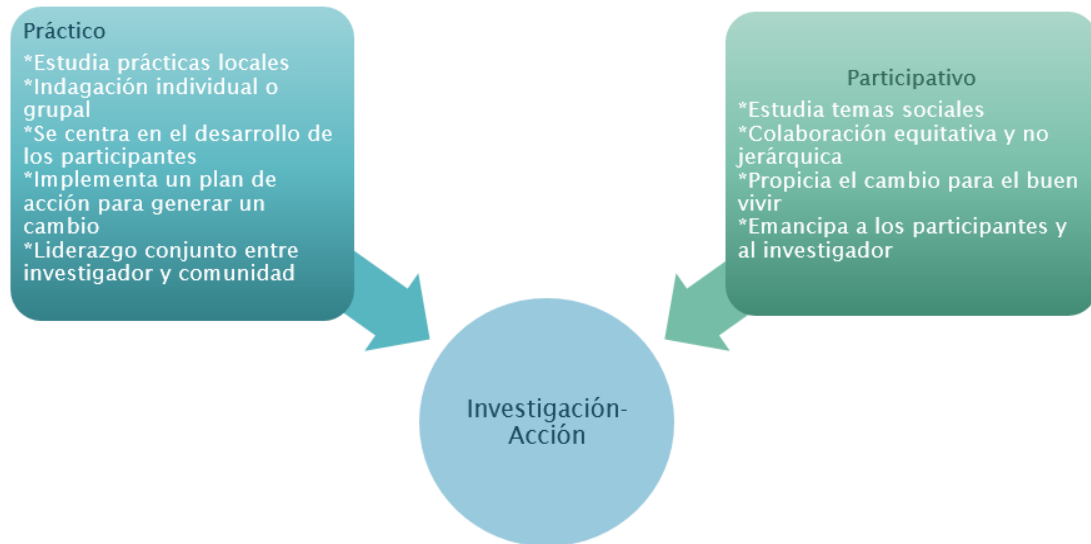 Práctico
*Estudia prácticas locales
*Indagación individual o
grupal
*Se centra en el desarrollo de
los participantes
*Implementa un plan de
acción para generar un
cambio
*Liderazgo conjunto entre
investigador y comunidad
Participativo
*Estudia temas sociales
*Colaboración equitativa y no
jerárquica
*Propicia el cambio para el buen
vivir
*Emancipa a los participantes y
al investigador
Investigación-
Acción